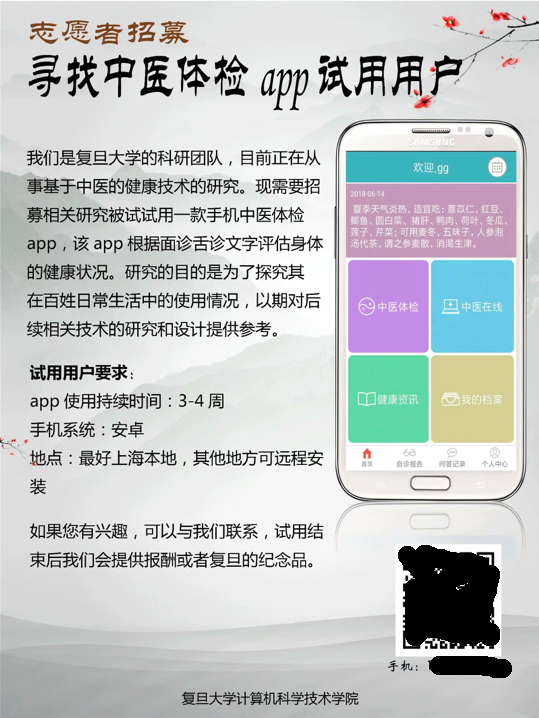 志愿者招募
寻找中医体检 app 试用用户
我们是复旦大学的科研团队，目前正在从
事基于中医的健康技术的研究。现需要招
募相关研究被试试用一款手机中医体检
app，该 app 根据面诊舌诊文字评估身体
的健康状况。研究的目的是为了探究其
在百姓日常生活中的使用情况，以期对后
续相关技术的研究和设计提供参考。
试用用户要求：
app 使用持续时间：3-4 周
手机系统：安卓
地点：最好上海本地，其他地方可远程安
装
如果您有兴趣，可以与我们联系，试用结
束后我们会提供报酬或者复旦的纪念品。
SAMSUNG
欢迎,gg
2018-06-14
夏季天气炎热，适宜吃：薏苡仁、红豆、
鲫鱼、圆白菜、猪肝、鸭肉、荷叶、冬瓜、
莲子，芹菜；可用麦冬，五味子，人参泡
汤代茶，谓之参麦散，消渴生津。
中医体检
中医在线
健康资讯
我的档案
首页
自诊报告
问答记录
个人中心
手机：
复旦大学计算机科学技术学院